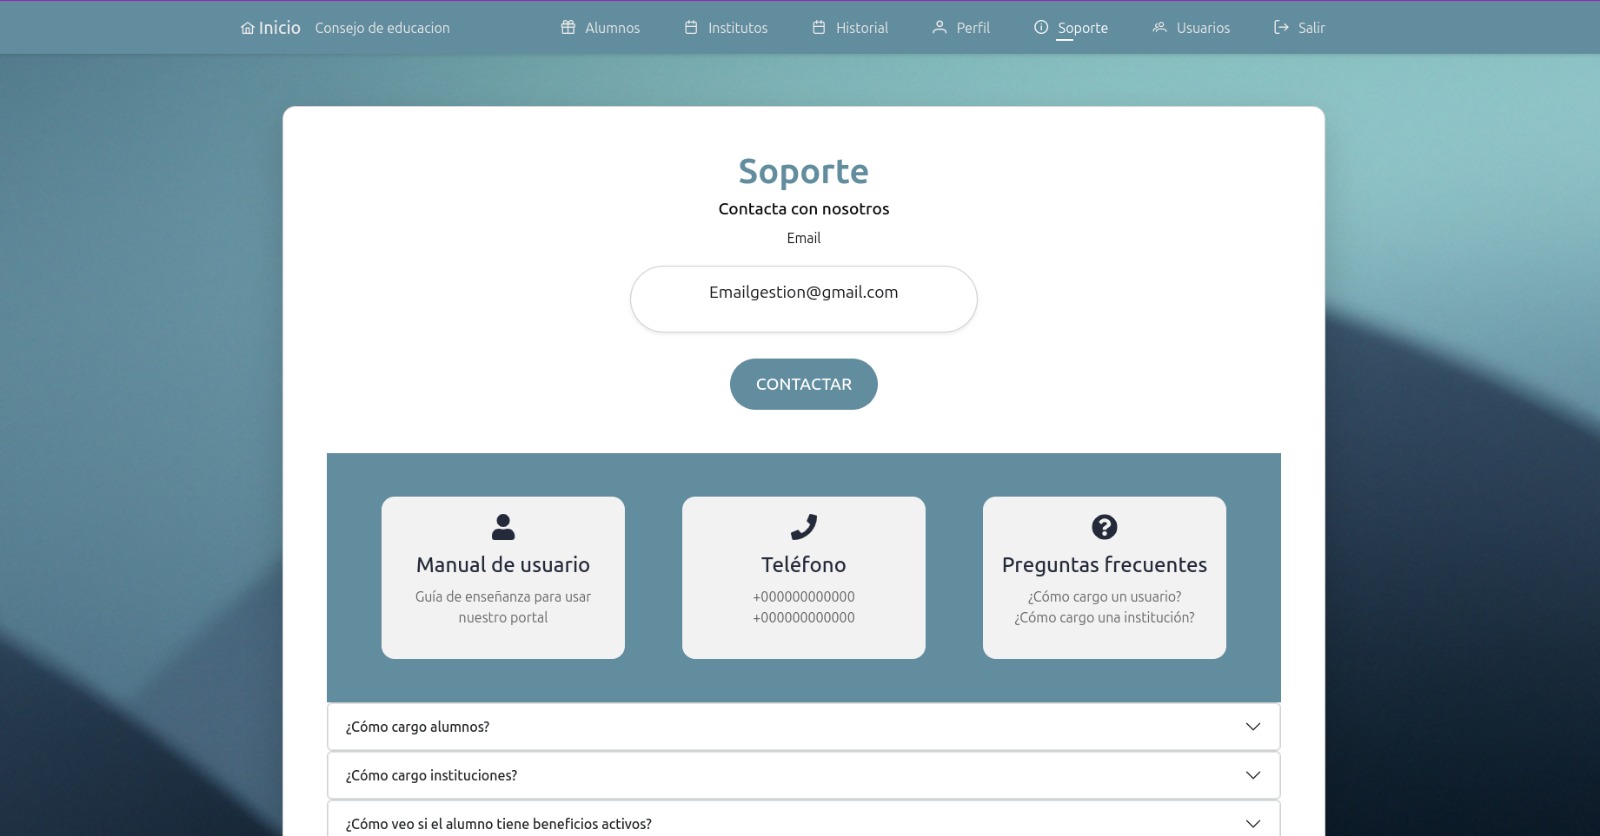 Inicio Consejo de educacion Alumnos Institutos Historial Perfil Soporte Usuarios Salir
Soporte
Contacta con nosotros
Email
Emailgestion@gmail.com
CONTACTAR
Manual de usuario
Guía de enseñanza para usar
nuestro portal
Teléfono
+000000000000
+000000000000
Preguntas frecuentes
¿Cómo cargo un usuario?
¿Cómo cargo una institución?
¿Cómo cargo alumnos?
¿Cómo cargo instituciones?
¿Cómo veo si el alumno tiene beneficios activos?